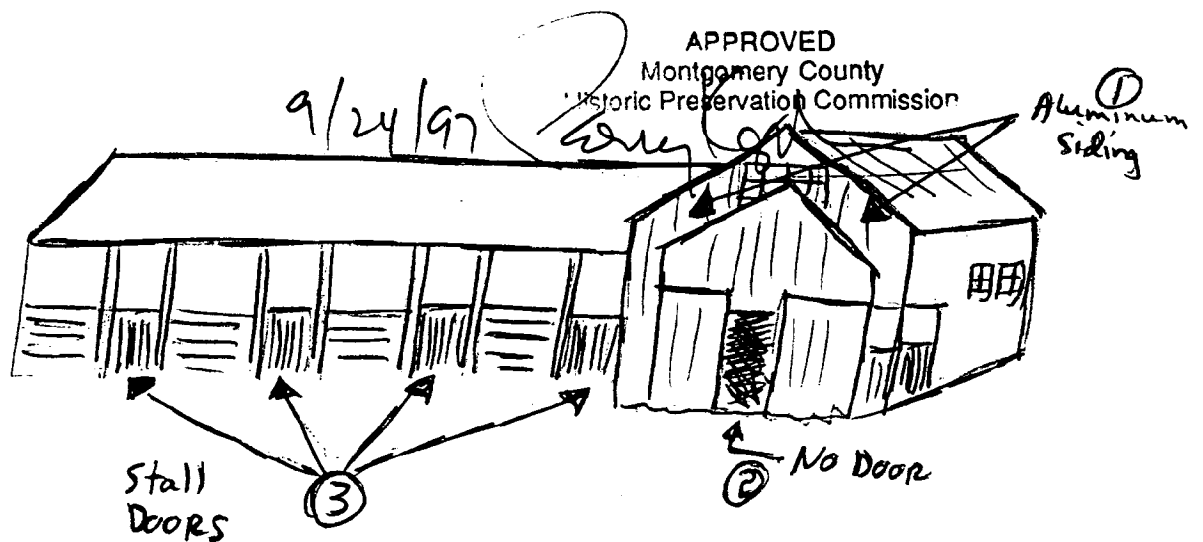 APPROVED
Montgomery County
Historic Preservation Commission
9/24/97
①
Aluminum
Siding
② No Door
③
Stall
DOORS